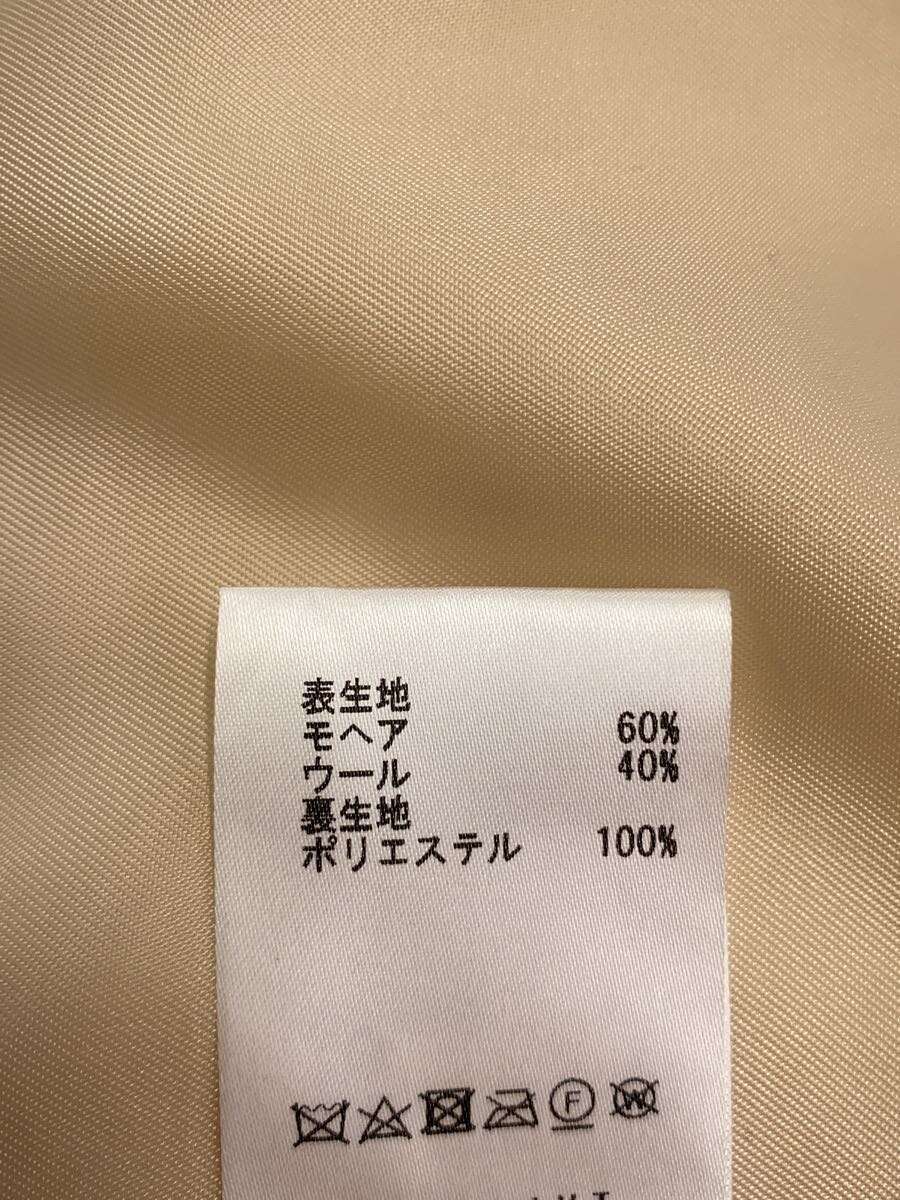 表生地
モヘア 60%
ウール 40%
裏生地
ポリエステル 100%
F W